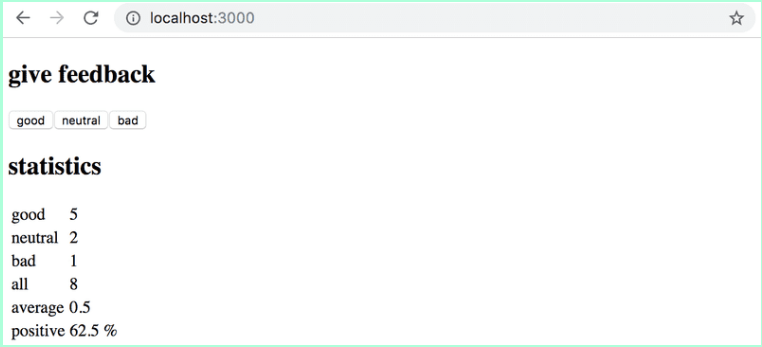 localhost:3000
give feedback
good neutral bad
statistics
good 5
neutral 2
bad 1
all 8
average 0.5
positive 62.5 %